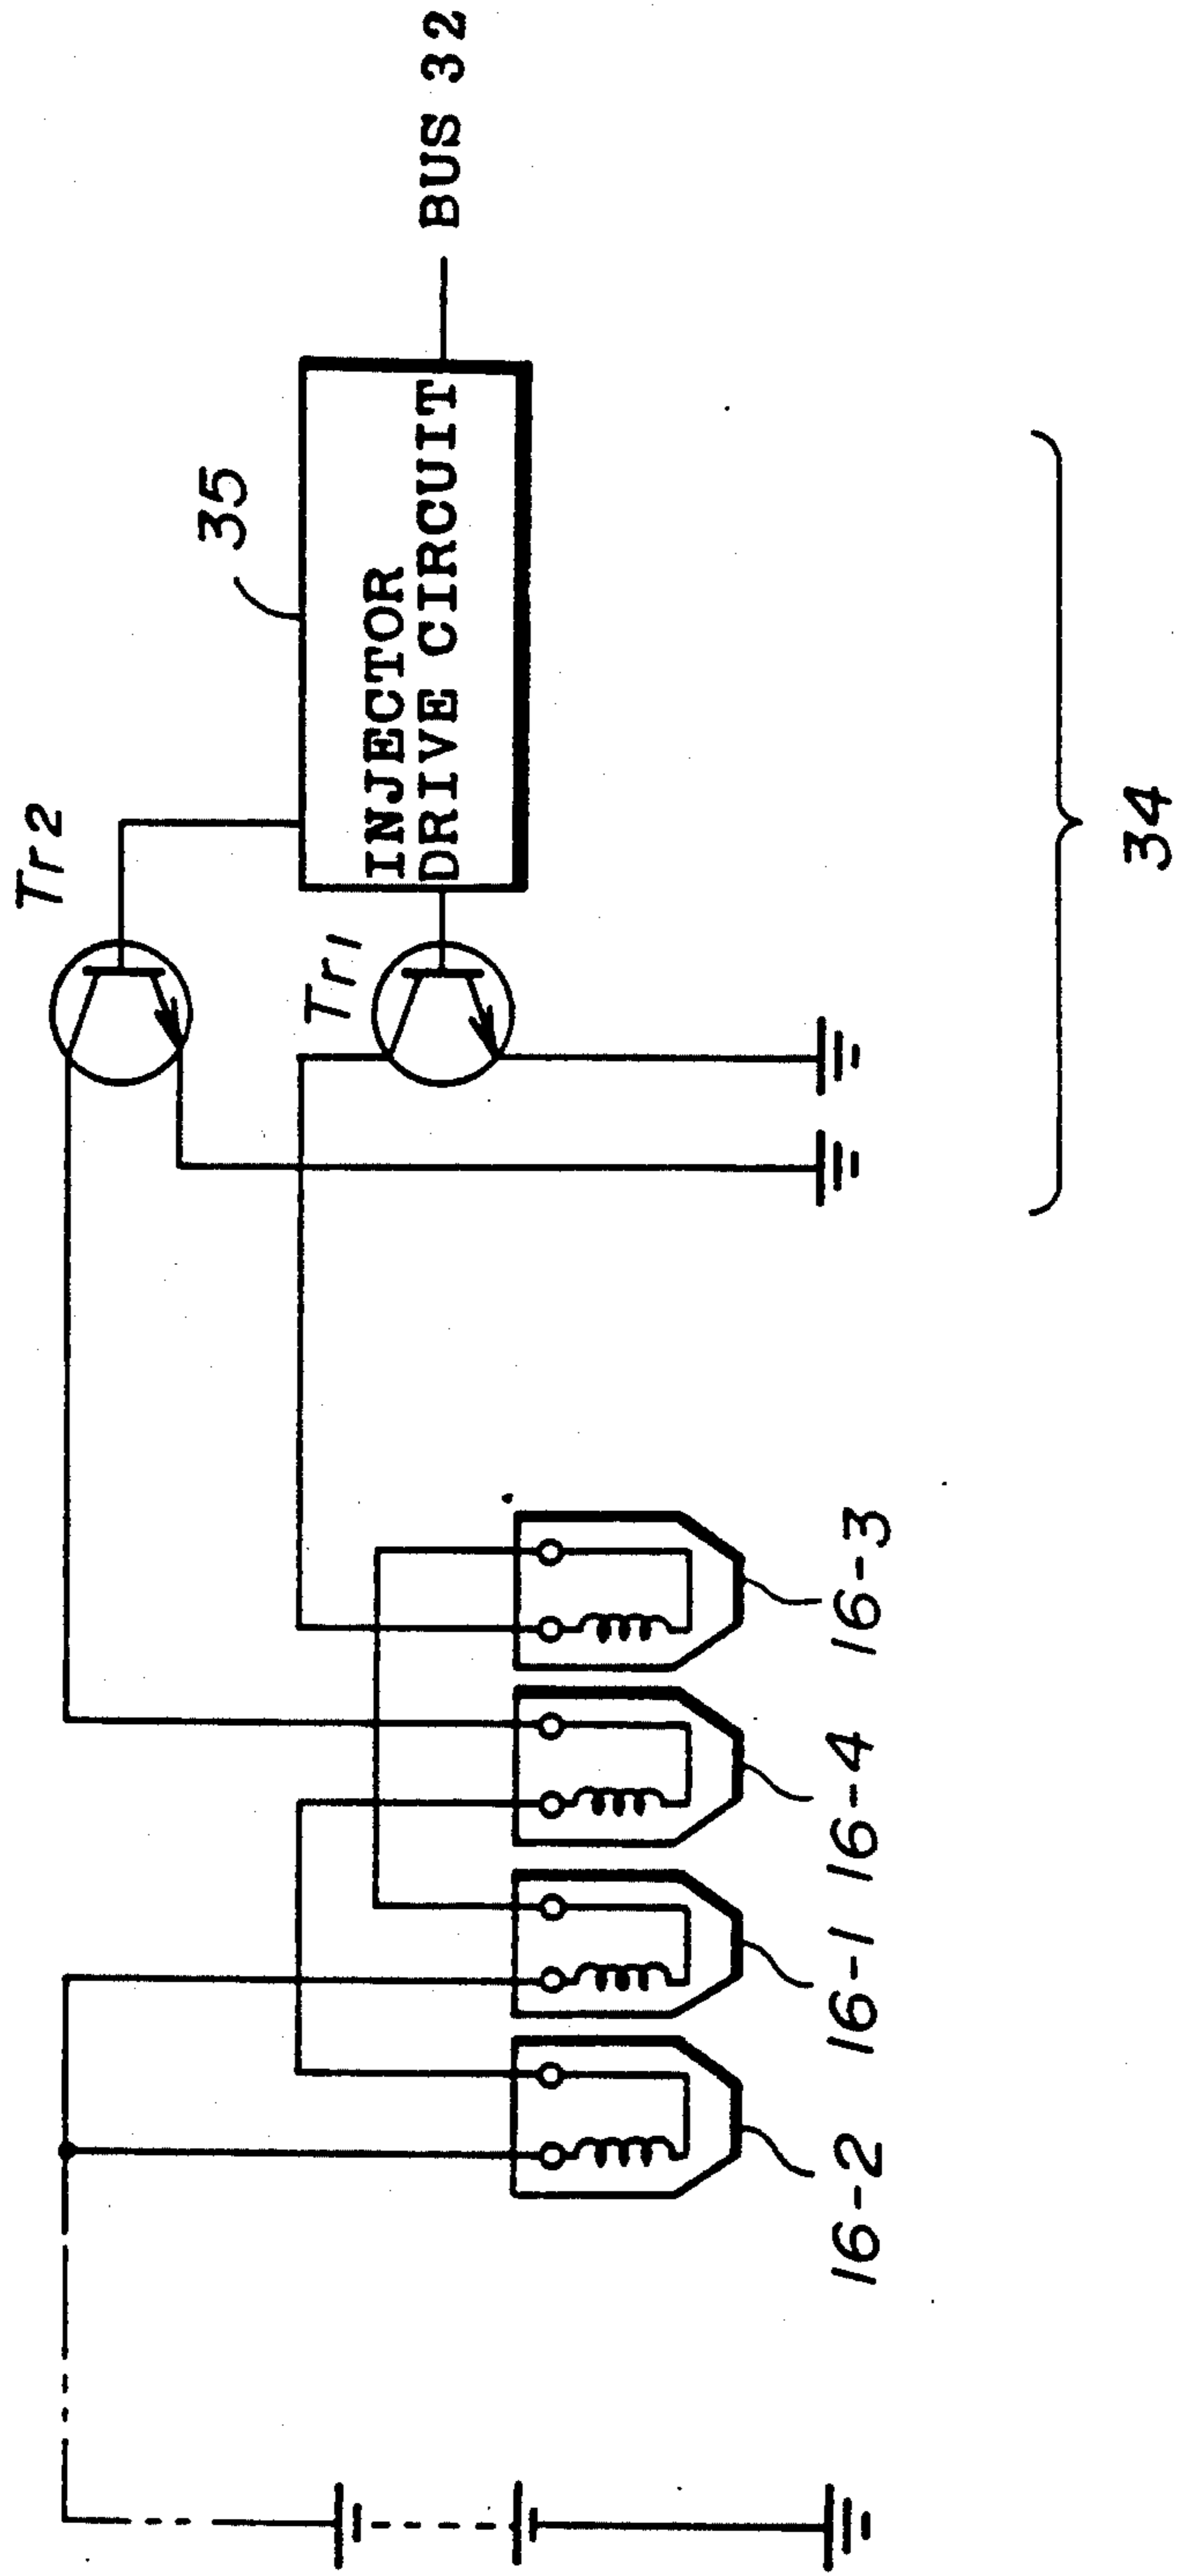 Tr2
35
BUS 32
INJECTOR
DRIVE CIRCUIT
Tr1
16-2
16-1
16-4
16-3
34